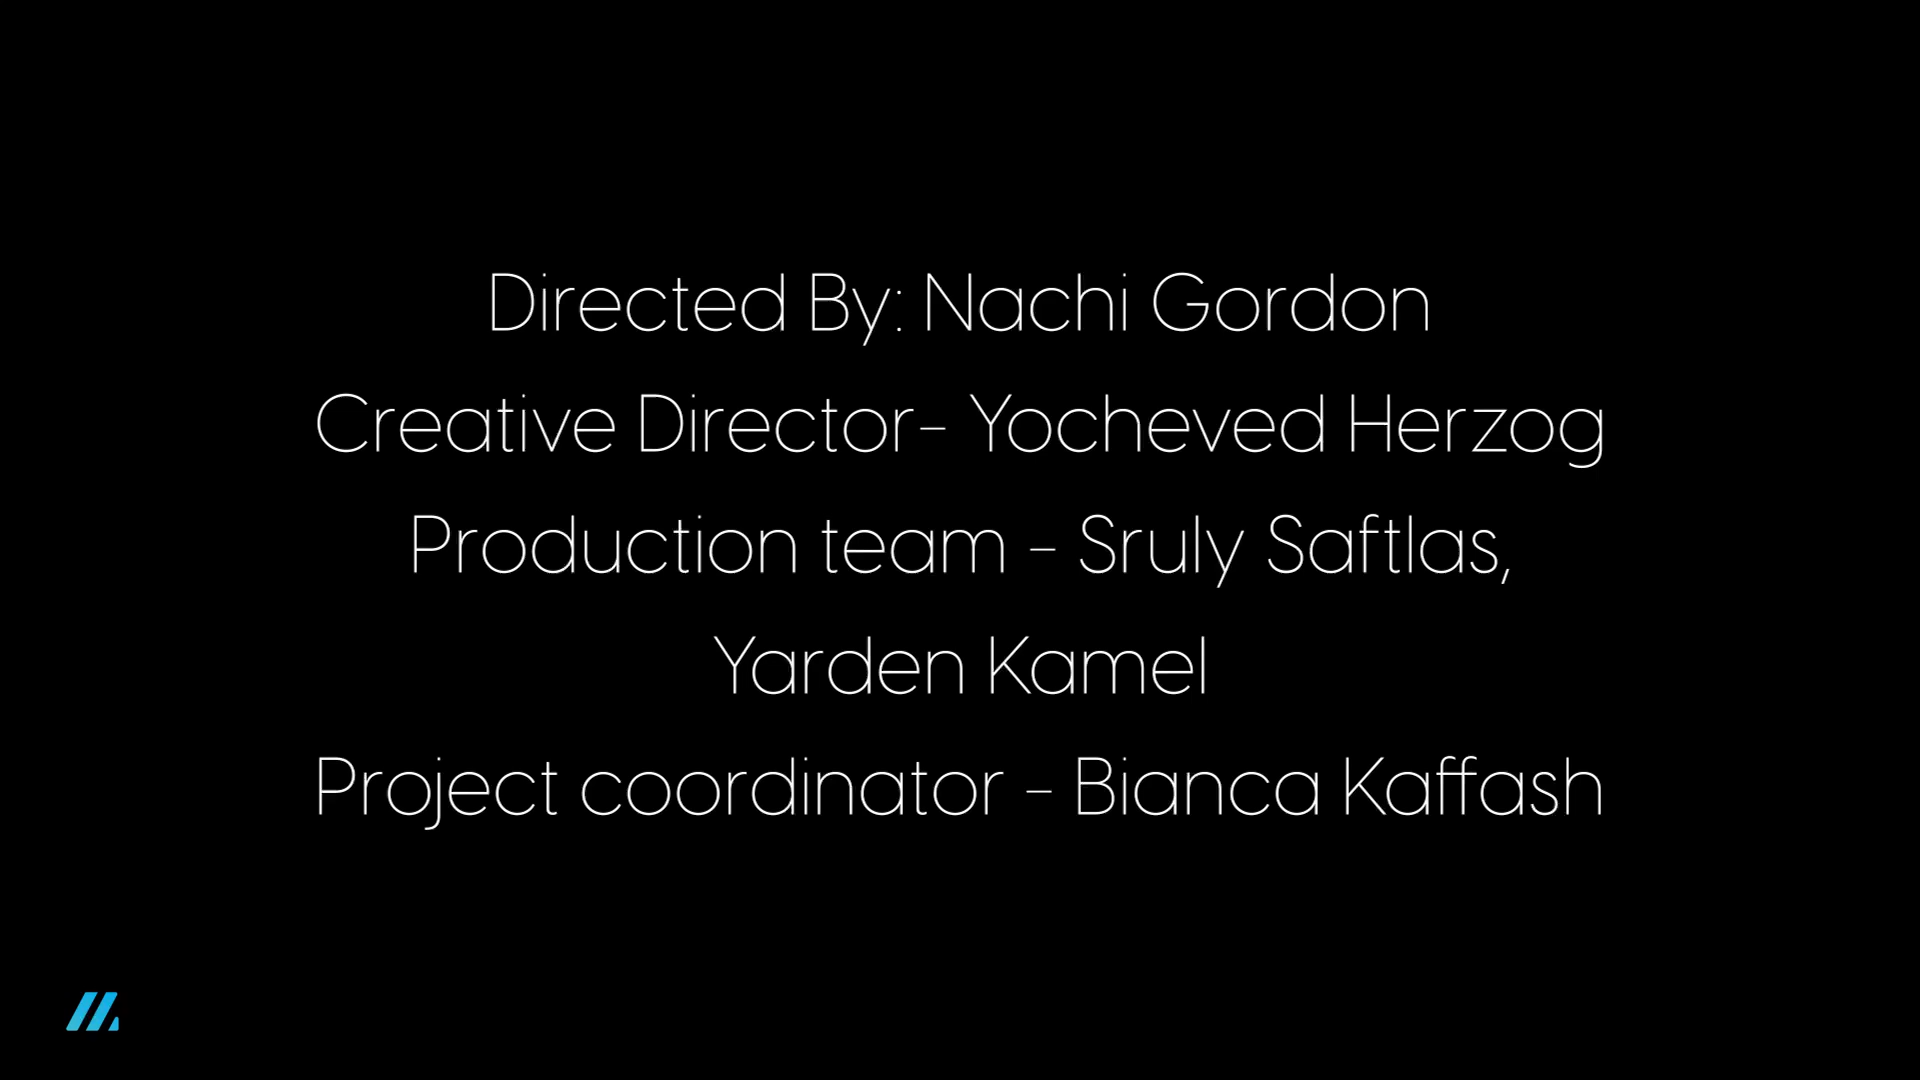 Directed By: Nachi Gordon
Creative Director- Yocheved Herzog
Production team - Sruly Saftlas,
Yarden Kamel
Project coordinator - Bianca Kaffash